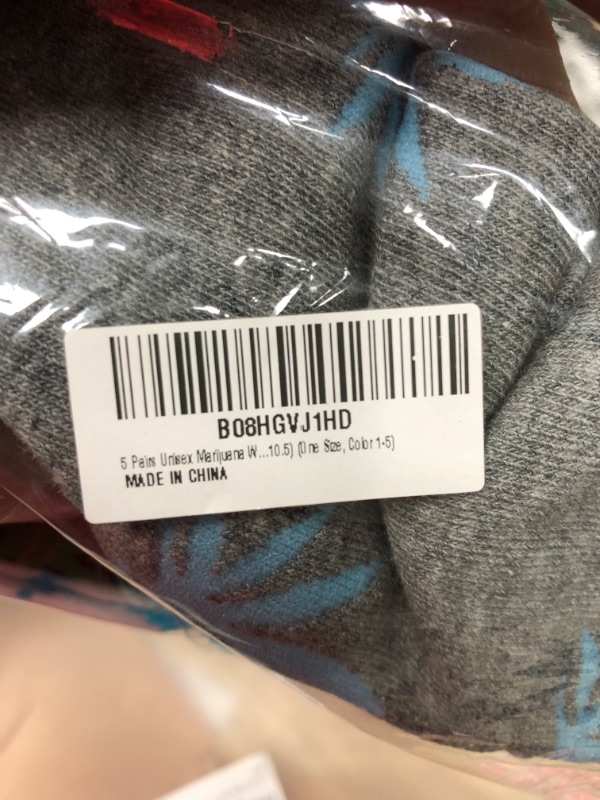 B08HGVJ1HD
5 Pairs Unisex Marijuana W...10.5) (One Size, Color 1-5)
MADE IN CHINA